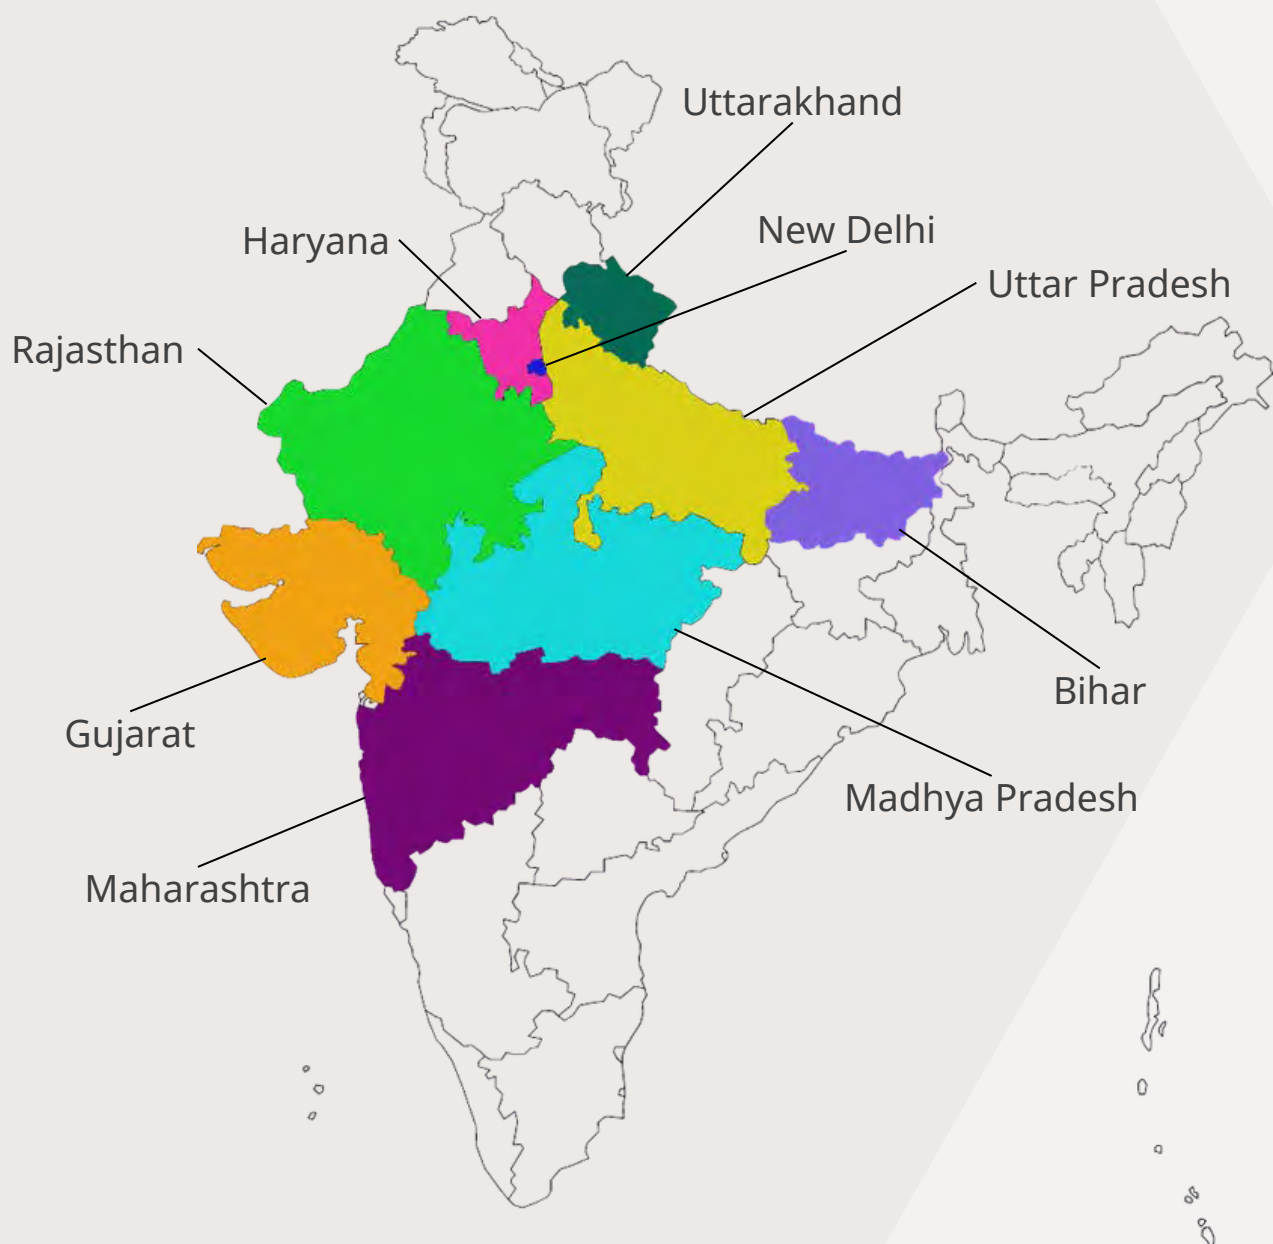 Uttarakhand
New Delhi
Haryana
Uttar Pradesh
Rajasthan
Bihar
Gujarat
Madhya Pradesh
Maharashtra